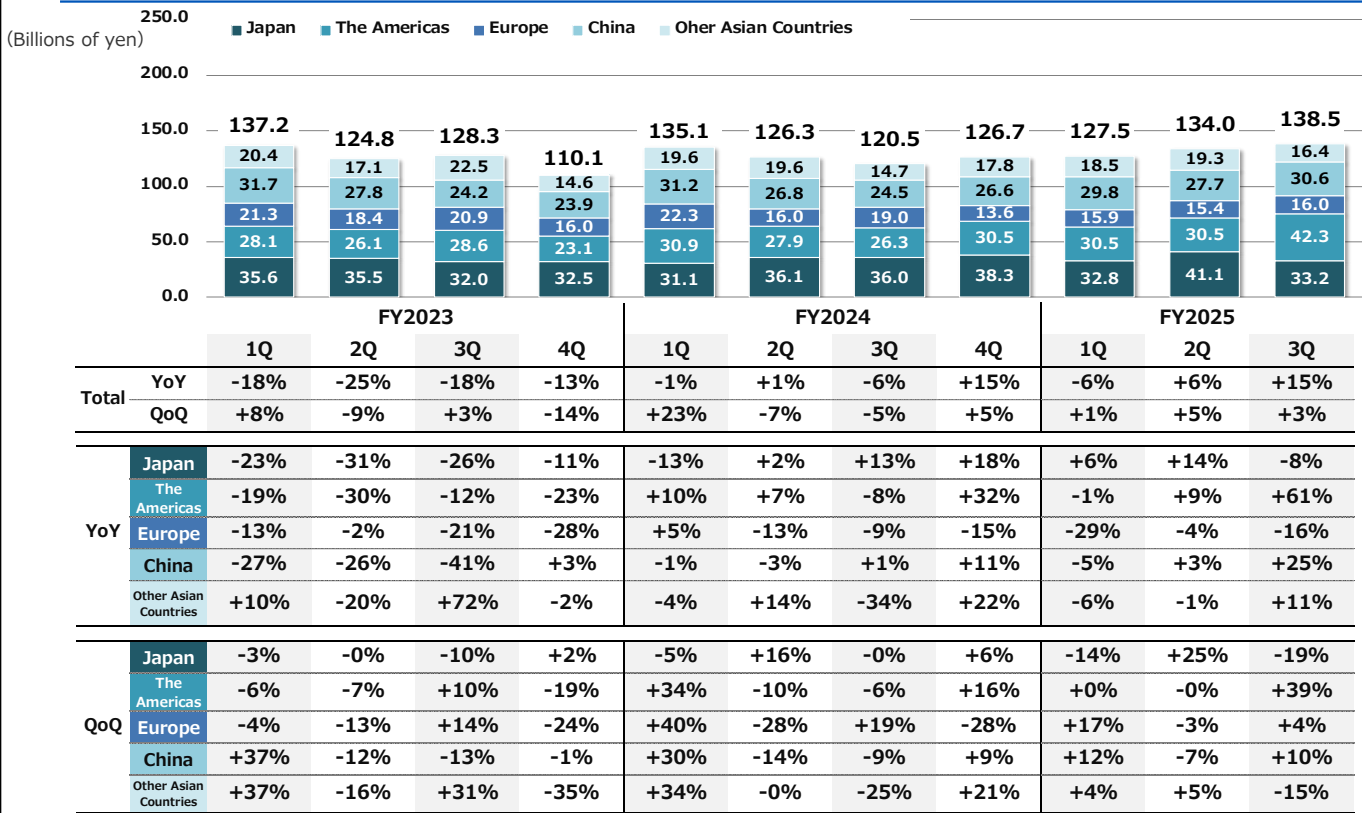 250.0
(Billions of yen)
Japan The Americas Europe China Oher Asian Countries
200.0
150.0
100.0
50.0
0.0
137.2 124.8 128.3 110.1 135.1 126.3 120.5 126.7 127.5 134.0 138.5
20.4 17.1 22.5 14.6 19.6 19.6 14.7 17.8 18.5 19.3 16.4
31.7 27.8 24.2 23.9 31.2 26.8 24.5 26.6 29.8 27.7 30.6
21.3 18.4 20.9 16.0 22.3 16.0 19.0 13.6 15.9 15.4 16.0
28.1 26.1 28.6 23.1 30.9 27.9 26.3 30.5 30.5 30.5 42.3
35.6 35.5 32.0 32.5 31.1 36.1 36.0 38.3 32.8 41.1 33.2
FY2023 FY2024 FY2025
1Q 2Q 3Q 4Q 1Q 2Q 3Q 4Q 1Q 2Q 3Q
Total
YoY -18% -25% -18% -13% -1% +1% -6% +15% -6% +6% +15%
QoQ +8% -9% +3% -14% +23% -7% -5% +5% +1% +5% +3%
YoY
Japan -23% -31% -26% -11% -13% +2% +13% +18% +6% +14% -8%
The Americas -19% -30% -12% -23% +10% +7% -8% +32% -1% +9% +61%
Europe -13% -2% -21% -28% +5% -13% -9% -15% -29% -4% -16%
China -27% -26% -41% +3% -1% -3% +1% +11% -5% +3% +25%
Other Asian Countries +10% -20% +72% -2% -4% +14% -34% +22% -6% -1% +11%
QoQ
Japan -3% -0% -10% +2% -5% +16% -0% +6% -14% +25% -19%
The Americas -6% -7% +10% -19% +34% -10% -6% +16% +0% -0% +39%
Europe -4% -13% +14% -24% +40% -28% +19% -28% +17% -3% +4%
China +37% -12% -13% -1% +30% -14% -9% +9% +12% -7% +10%
Other Asian Countries +37% -16% +31% -35% +34% -0% -25% +21% +4% +5% -15%